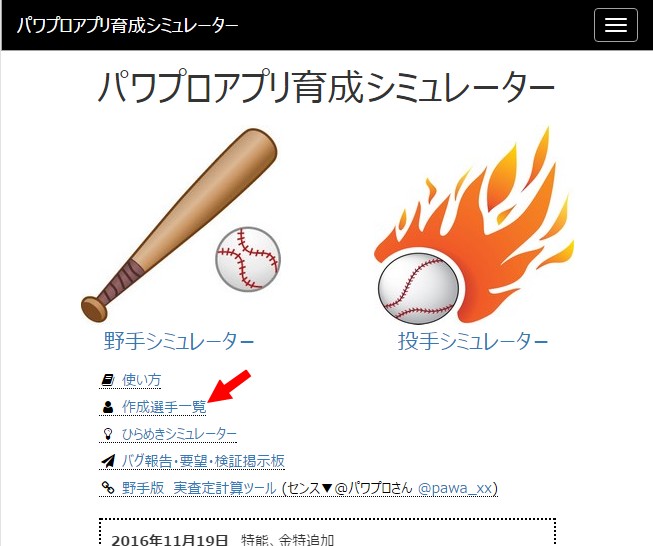 パワプロアプリ育成シミュレーター
パワプロアプリ育成シミュレーター
野手シミュレーター 投手シミュレーター
使い方
作成選手一覧
ひらめきシミュレーター
バグ報告・要望・検証掲示板
野手版 実査定計算ツール (センス▼@パワプロさん @pawa_xx)
2016年11月19日 特能、金特追加